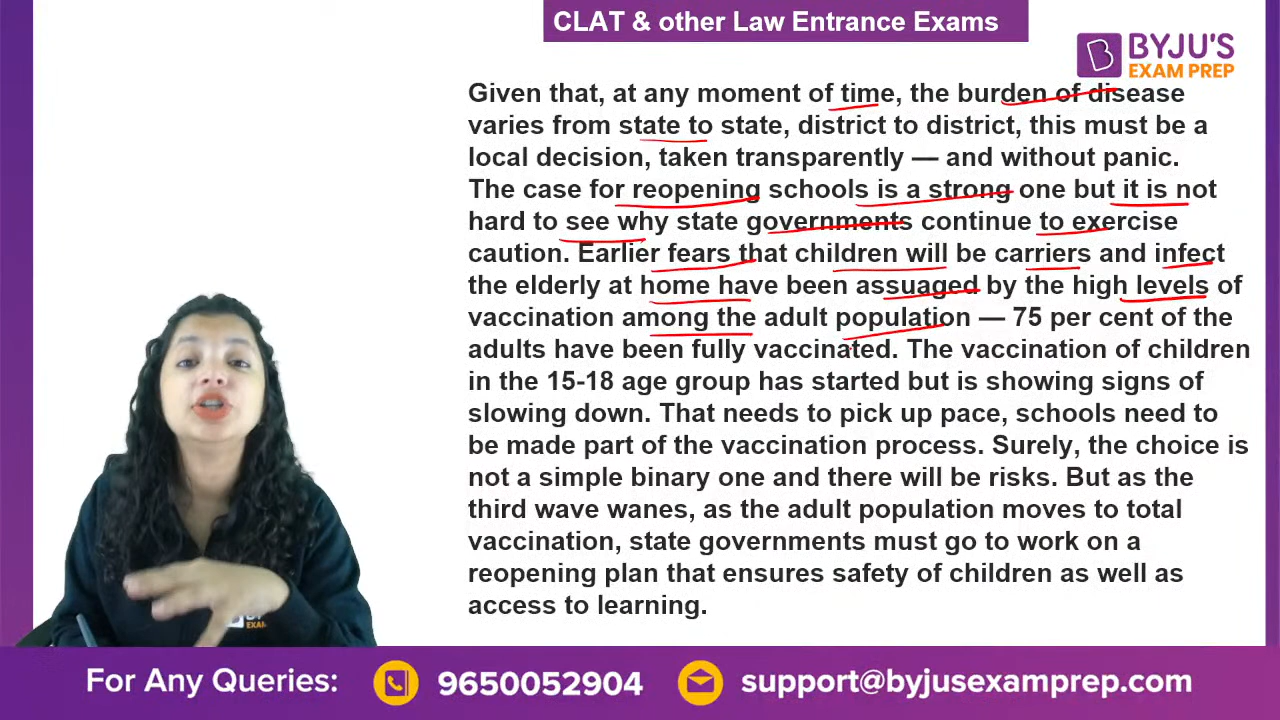 CLAT & other Law Entrance Exams
BYJU'S
EXAM PREP
Given that, at any moment of time, the burden of disease
varies from state to state, district to district, this must be a
local decision, taken transparently — and without panic.
The case for reopening schools is a strong one but it is not
hard to see why state governments continue to exercise
caution. Earlier fears that children will be carriers and infect
the elderly at home have been assuaged by the high levels of
vaccination among the adult population — 75 per cent of the
adults have been fully vaccinated. The vaccination of children
in the 15-18 age group has started but is showing signs of
slowing down. That needs to pick up pace, schools need to
be made part of the vaccination process. Surely, the choice is
not a simple binary one and there will be risks. But as the
third wave wanes, as the adult population moves to total
vaccination, state governments must go to work on a
reopening plan that ensures safety of children as well as
access to learning.
For Any Queries:
9650052904
support@byjusexamprep.com